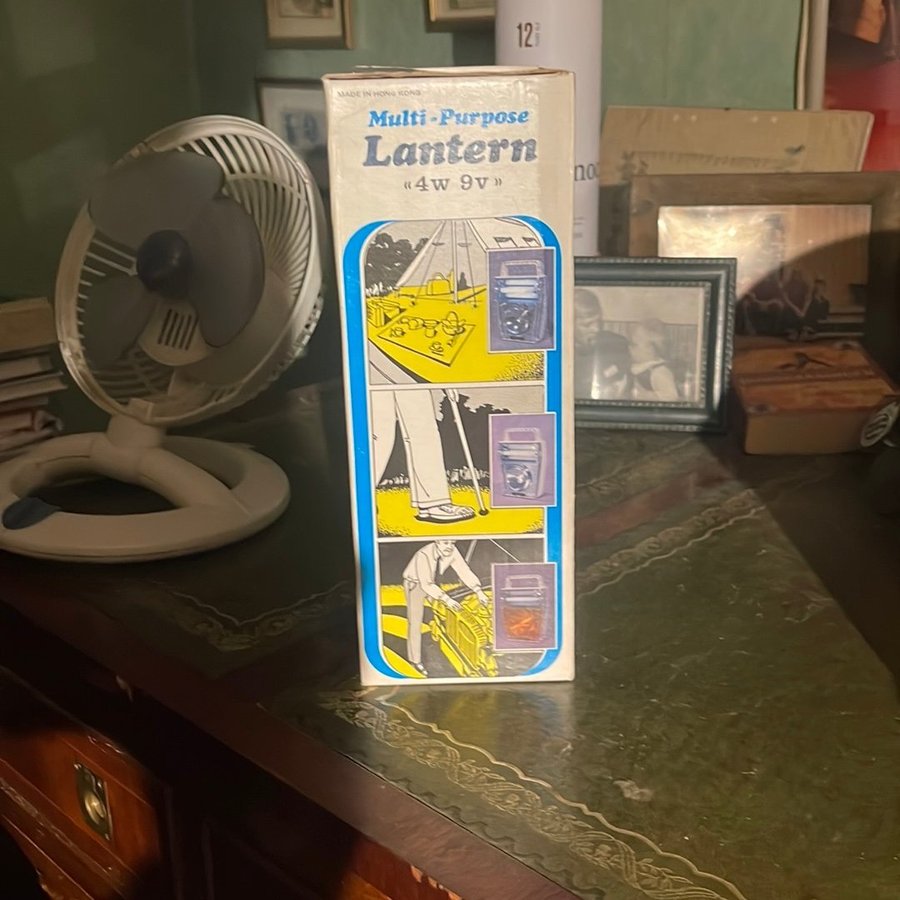 12
MADE IN HONG KONG
Multi-Purpose
Lantern
«4w 9v»